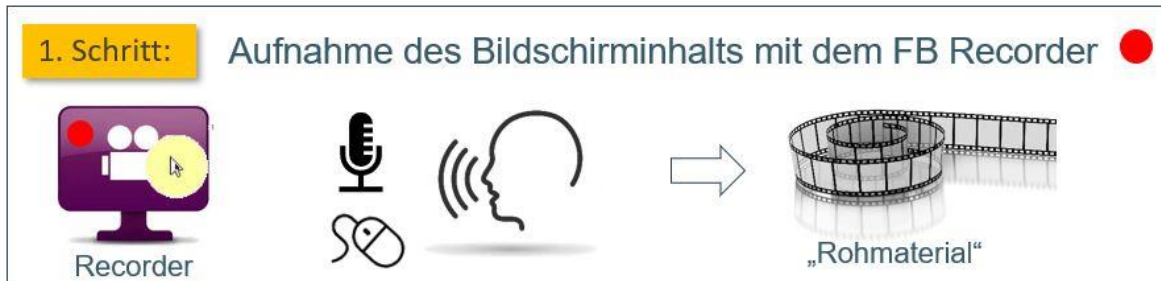 1. Schritt:
Aufnahme des Bildschirminhalts mit dem FB Recorder
Recorder
„Rohmaterial“